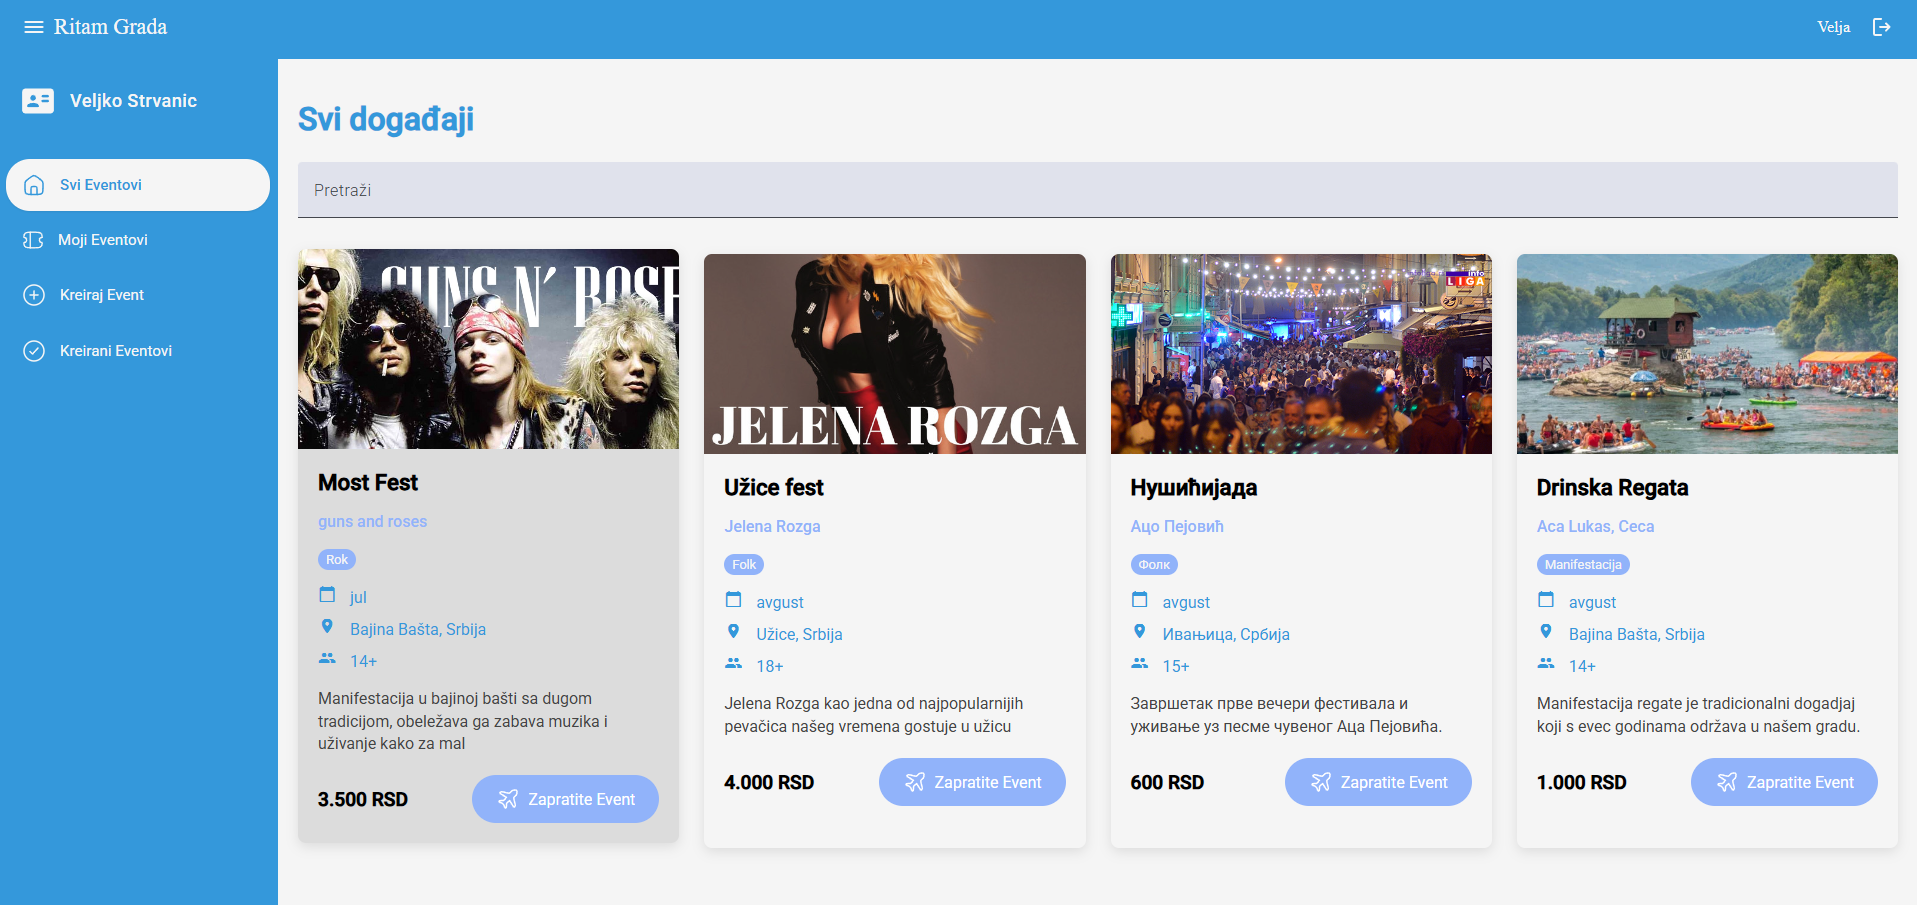 Ritam Grada
Velja
Veljko Strvanic
Svi Eventovi
Moji Eventovi
Kreiraj Event
Kreirani Eventovi
Svi događaji
Pretraži
GUNS N' ROSE
Most Fest
guns and roses
Rok
jul
Bajina Bašta, Srbija
14+
Manifestacija u bajinoj bašti sa dugom
tradicijom, obeležava ga zabava muzika i
uživanje kako za mal
3.500 RSD
Zapratite Event
JELENA ROZGA
Užice fest
Jelena Rozga
Folk
avgust
Užice, Srbija
18+
Jelena Rozga kao jedna od najpopularnijih
pevačica našeg vremena gostuje u užicu
4.000 RSD
Zapratite Event
info
LIGA
Нушићијада
Ацо Пејовић
Фолк
avgust
Ивањица, Србија
15+
Завршетак прве вечери фестивала и
уживање уз песме чувеног Аца Пејовића.
600 RSD
Zapratite Event
Drinska Regata
Aca Lukas, Ceca
Manifestacija
avgust
Bajina Bašta, Srbija
14+
Manifestacija regate je tradicionalni dogadjaj
koji s evec godinama održava u našem gradu.
1.000 RSD
Zapratite Event